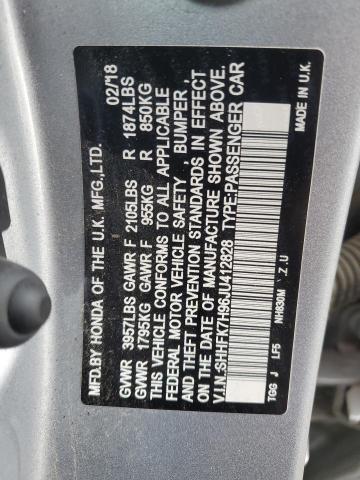 MFD.BY HONDA OF THE U.K. MFG.,LTD. 02/18
GVWR 3957LBS GAWR F 2105LBS R 1874LBS
GVWR 1795KG GAWR F 955KG R 850KG
THIS VEHICLE CONFORMS TO ALL APPLICABLE
FEDERAL MOTOR VEHICLE SAFETY , BUMPER ,
AND THEFT PREVENTION STANDARDS IN EFFECT
ON THE DATE OF MANUFACTURE SHOWN ABOVE.
V.I.N.:SHHFK7H96JU412828 TYPE:PASSENGER CAR
MADE IN U.K.
TGG J LF5 NH830M Z U